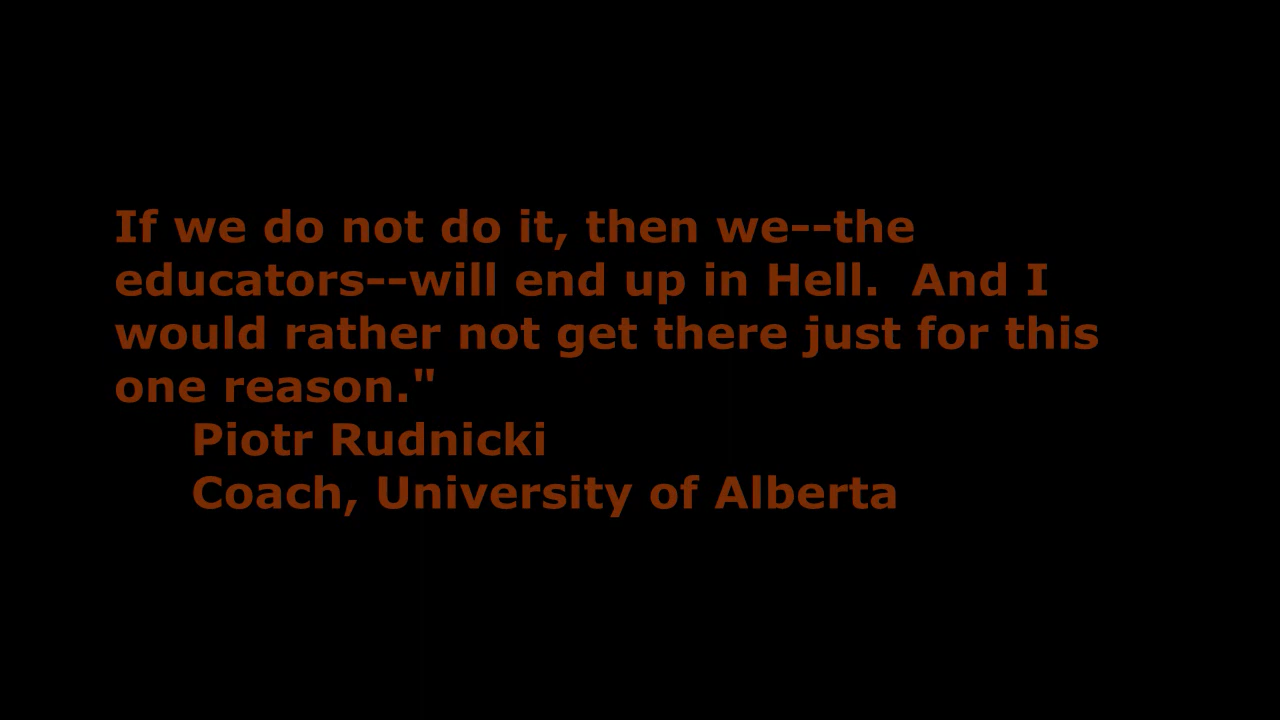 If we do not do it, then we--the
educators--will end up in Hell.  And I
would rather not get there just for this
one reason."
Piotr Rudnicki
Coach, University of Alberta